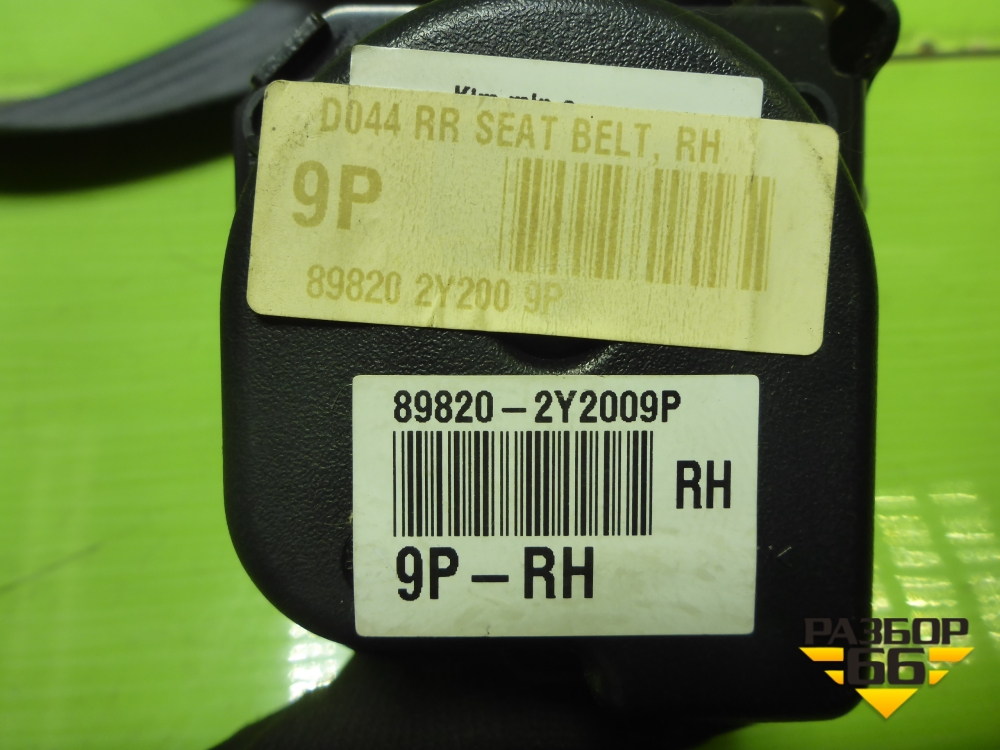 D044 RR SEAT BELT, RH
9P
89820 2Y200 9P
89820-2Y2009P
RH
9P-RH
РАЗБОР
66